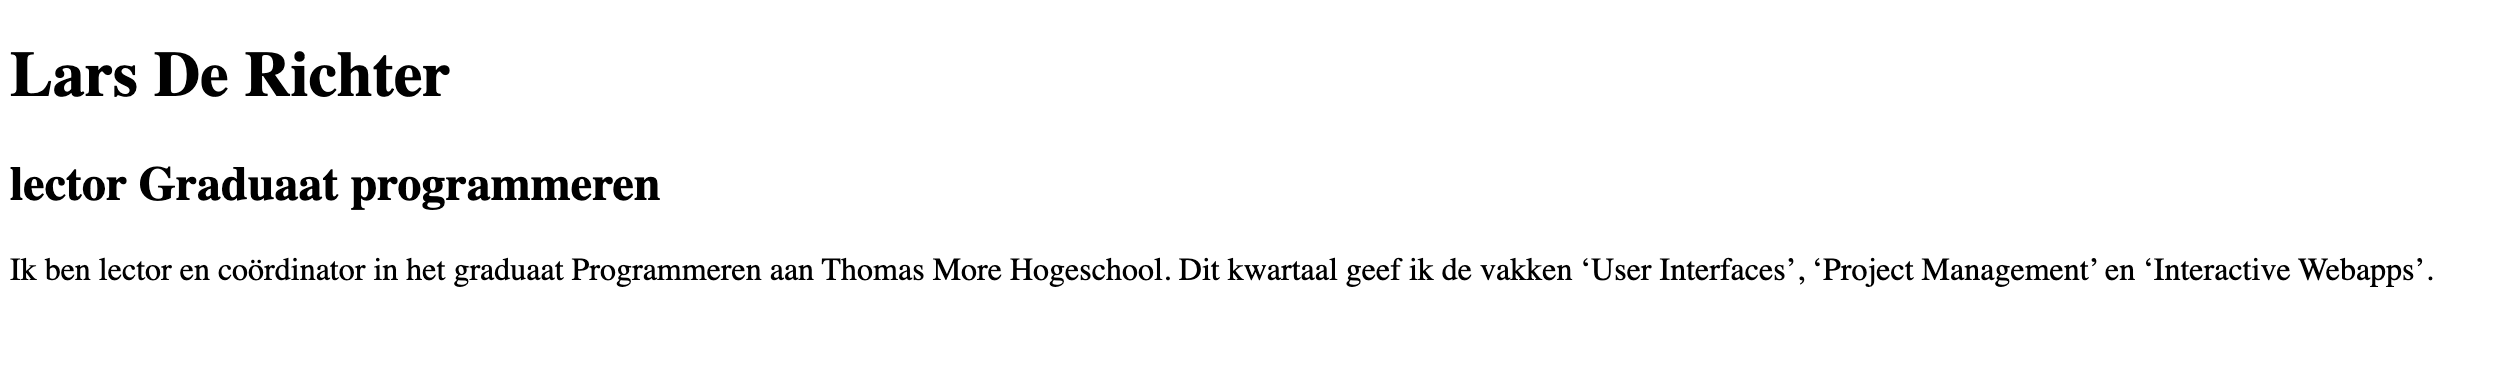 Lars De Richter
lector Graduaat programmeren
Ik ben lector en coördinator in het graduaat Programmeren aan Thomas More Hogeschool. Dit kwartaal geef ik de vakken ‘User Interfaces’, ‘Project Management’ en ‘Interactive Webapps’.